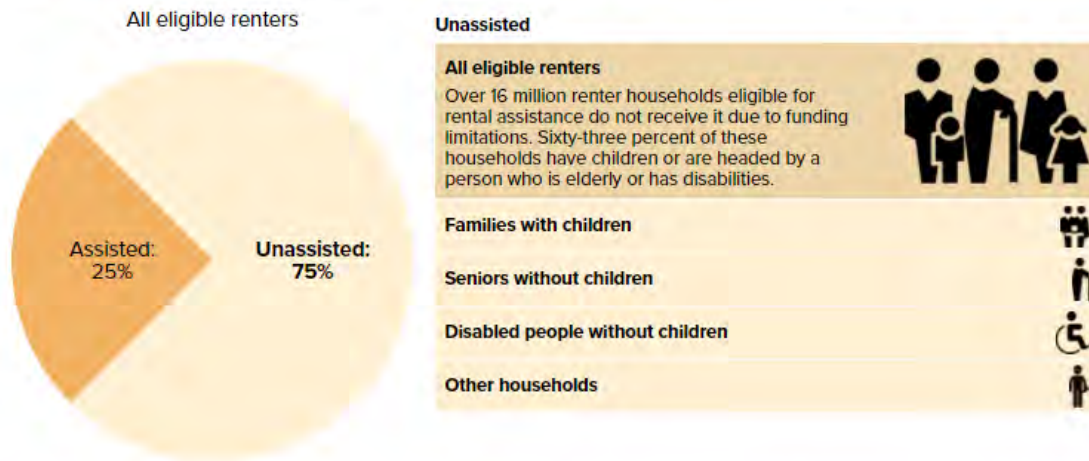 All eligible renters
Assisted:
25%
Unassisted:
75%
Unassisted
All eligible renters
Over 16 million renter households eligible for
rental assistance do not receive it due to funding
limitations. Sixty-three percent of these
households have children or are headed by a
person who is elderly or has disabilities.
Families with children
Seniors without children
Disabled people without children
Other households